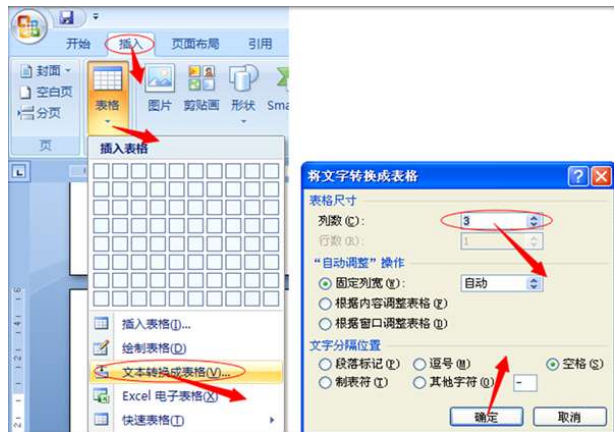 开始 插入 页面布局 引用
封面
空白页
分页
表格 图片 剪贴画 形状 Sma
页
插入表格
插入表格(I)...
绘制表格(D)
文本转换成表格(V)...
Excel 电子表格(X)
快速表格(T)
将文字转换成表格
表格尺寸
列数(C): 3
行数(R): 1
“自动调整”操作
固定列宽(W): 自动
根据内容调整表格(F)
根据窗口调整表格(D)
文字分隔位置
段落标记(P) 逗号(M) 空格(S)
制表符(T) 其他字符(O): -
确定 取消